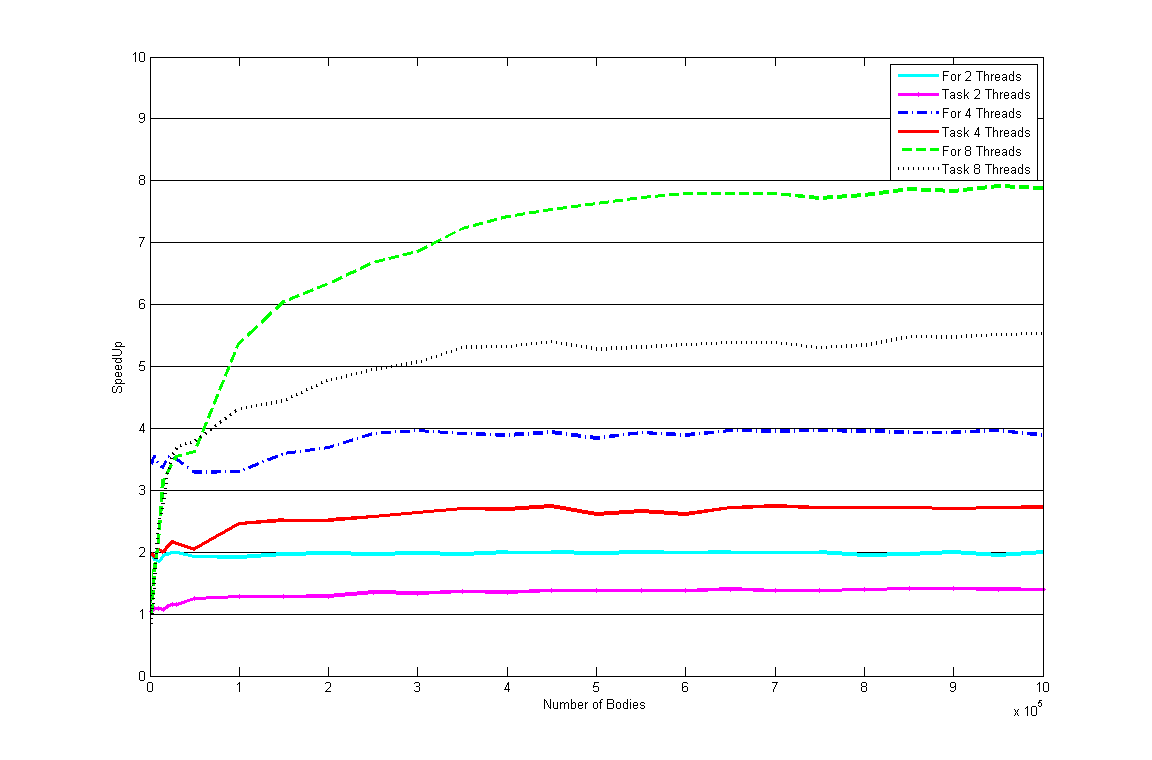 10
9
8
7
6
5
4
3
2
1
0
SpeedUp
For 2 Threads
Task 2 Threads
For 4 Threads
Task 4 Threads
For 8 Threads
Task 8 Threads
0 1 2 3 4 5 6 7 8 9 10
Number of Bodies
x 10^5